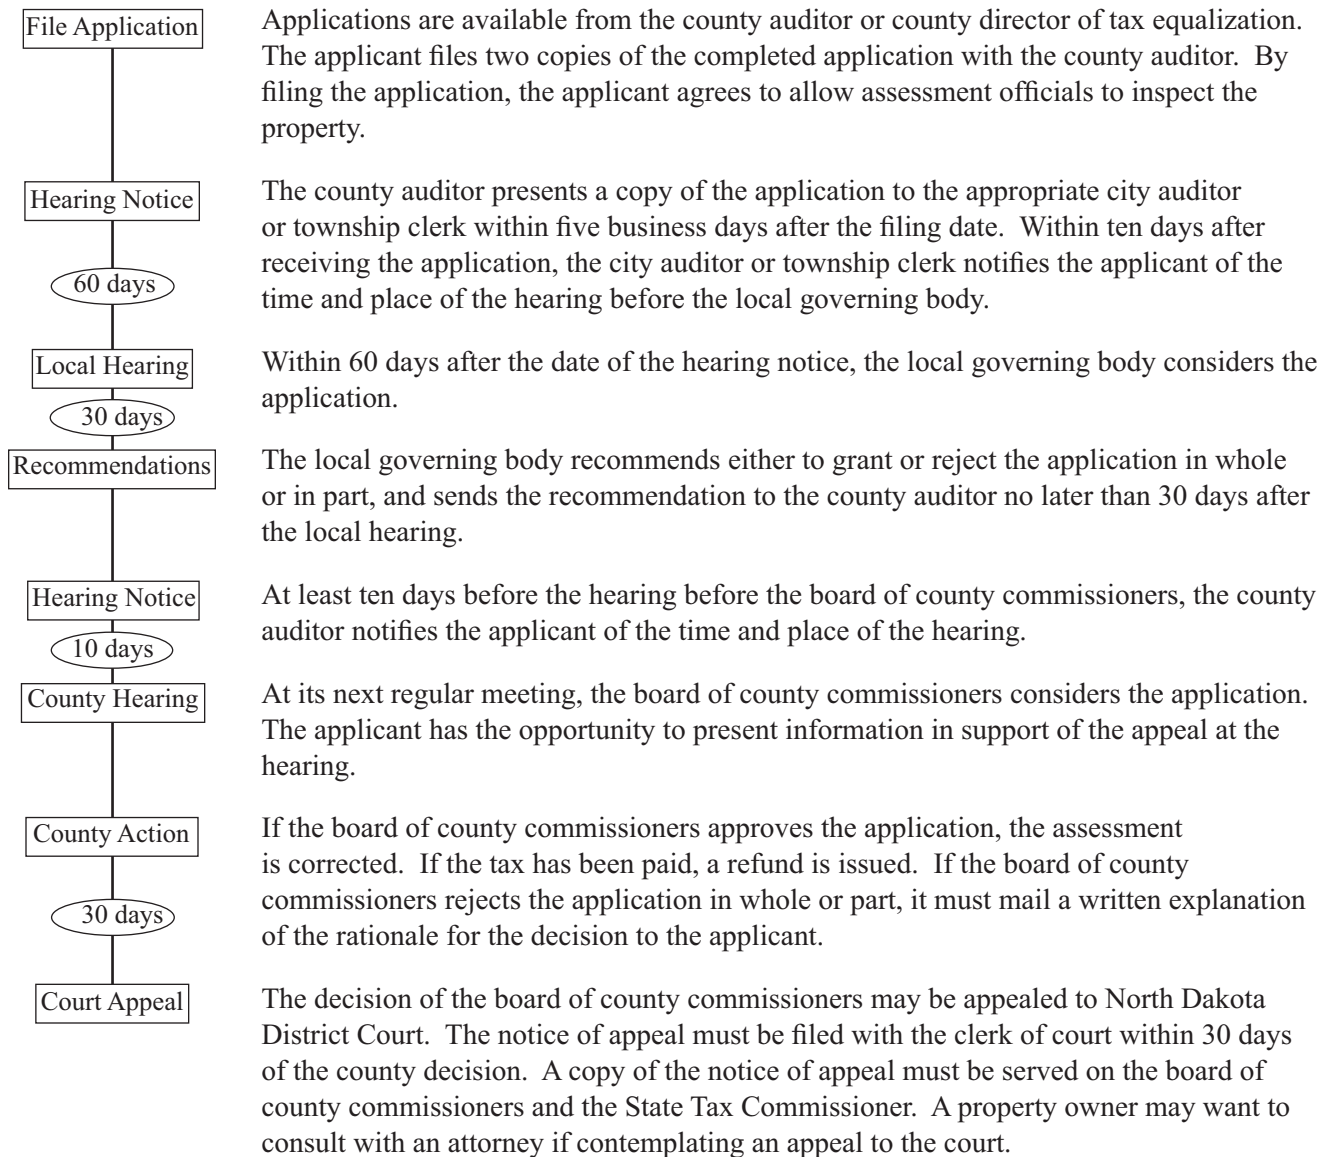 File Application
Applications are available from the county auditor or county director of tax equalization.
The applicant files two copies of the completed application with the county auditor.  By
filing the application, the applicant agrees to allow assessment officials to inspect the
property.
Hearing Notice
The county auditor presents a copy of the application to the appropriate city auditor
or township clerk within five business days after the filing date.  Within ten days after
receiving the application, the city auditor or township clerk notifies the applicant of the
time and place of the hearing before the local governing body.
60 days
Local Hearing
Within 60 days after the date of the hearing notice, the local governing body considers the
application.
30 days
Recommendations
The local governing body recommends either to grant or reject the application in whole
or in part, and sends the recommendation to the county auditor no later than 30 days after
the local hearing.
Hearing Notice
At least ten days before the hearing before the board of county commissioners, the county
auditor notifies the applicant of the time and place of the hearing.
10 days
County Hearing
At its next regular meeting, the board of county commissioners considers the application.
The applicant has the opportunity to present information in support of the appeal at the
hearing.
County Action
If the board of county commissioners approves the application, the assessment
is corrected.  If the tax has been paid, a refund is issued.  If the board of county
commissioners rejects the application in whole or part, it must mail a written explanation
of the rationale for the decision to the applicant.
30 days
Court Appeal
The decision of the board of county commissioners may be appealed to North Dakota
District Court.  The notice of appeal must be filed with the clerk of court within 30 days
of the county decision.  A copy of the notice of appeal must be served on the board of
county commissioners and the State Tax Commissioner.  A property owner may want to
consult with an attorney if contemplating an appeal to the court.